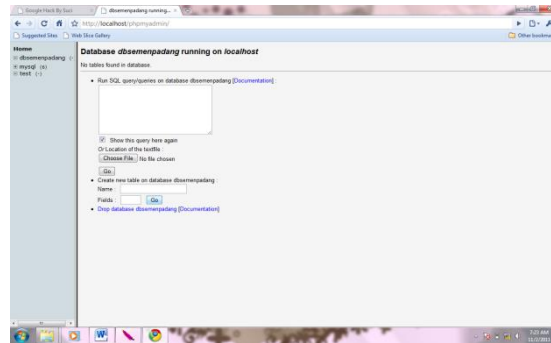 Google Hack By Saut
dbsemenpadang running...
http://localhost/phpmyadmin/
Suggested Sites
Web Slice Gallery
Other bookma
Home
dbsemenpadang (-
mysql (6)
test (-)
Database dbsemenpadang running on localhost
No tables found in database.
Run SQL query/queries on database dbsemenpadang [Documentation] :
Show this query here again
Or Location of the textfile :
Choose File No file chosen
Go
Create new table on database dbsemenpadang :
Name :
Fields : Go
Drop database dbsemenpadang [Documentation]
7:21 AM